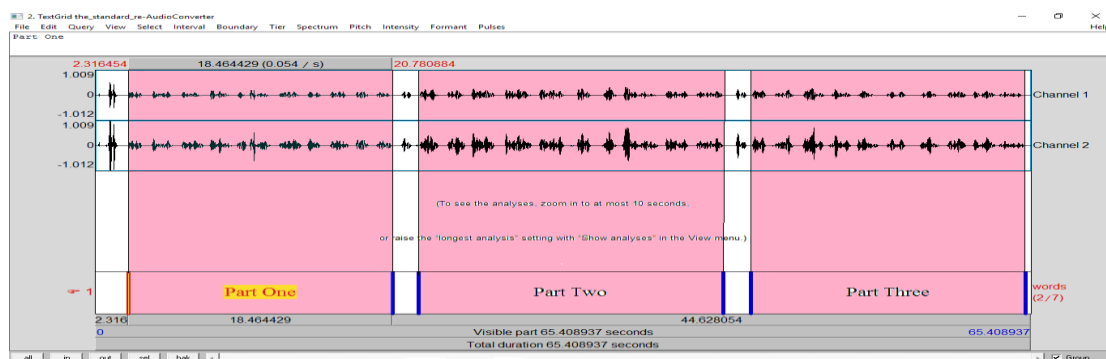 2. TextGrid the_standard_re-AudioConverter
File Edit Query View Select Interval Boundary Tier Spectrum Pitch Intensity Formant Pulses Help
Part One
2.316454 18.464429 (0.054 / s) 20.780884
1.009
0
-1.012
Channel 1
1.009
0
-1.012
Channel 2
(To see the analyses, zoom in to at most 10 seconds,
or raise the "longest analysis" setting with "Show analyses" in the View menu.)
1 Part One Part Two Part Three words
(2/7)
2.316 18.464429 44.628054
0 Visible part 65.408937 seconds 65.408937
Total duration 65.408937 seconds
all in out sel bak Group